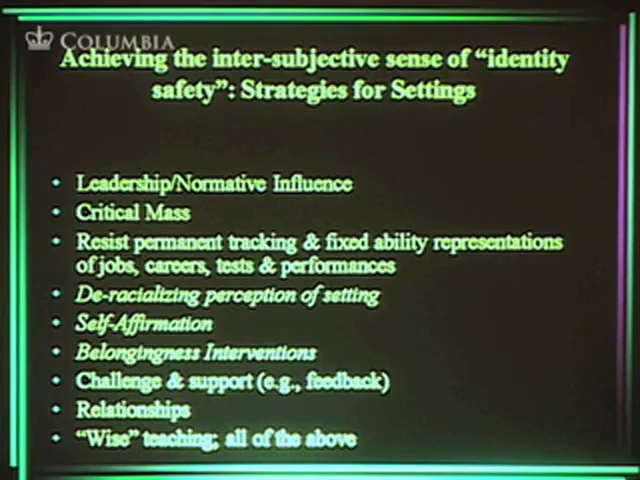 COLUMBIA
Achieving the inter-subjective sense of “identity
safety”: Strategies for Settings
• Leadership/Normative Influence
• Critical Mass
• Resist permanent tracking & fixed ability representations
of jobs, careers, tests & performances
• De-racializing perception of setting
• Self-Affirmation
• Belongingness Interventions
• Challenge & support (e.g., feedback)
• Relationships
• “Wise” teaching; all of the above